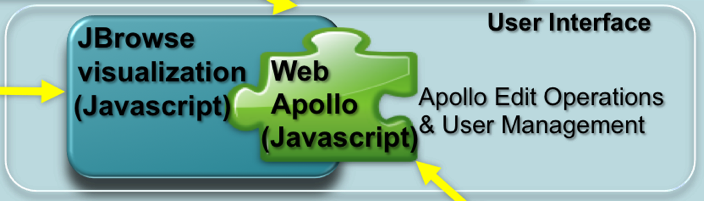 User Interface
JBrowse
visualization
(Javascript)
Web
Apollo
(Javascript)
Apollo Edit Operations
& User Management